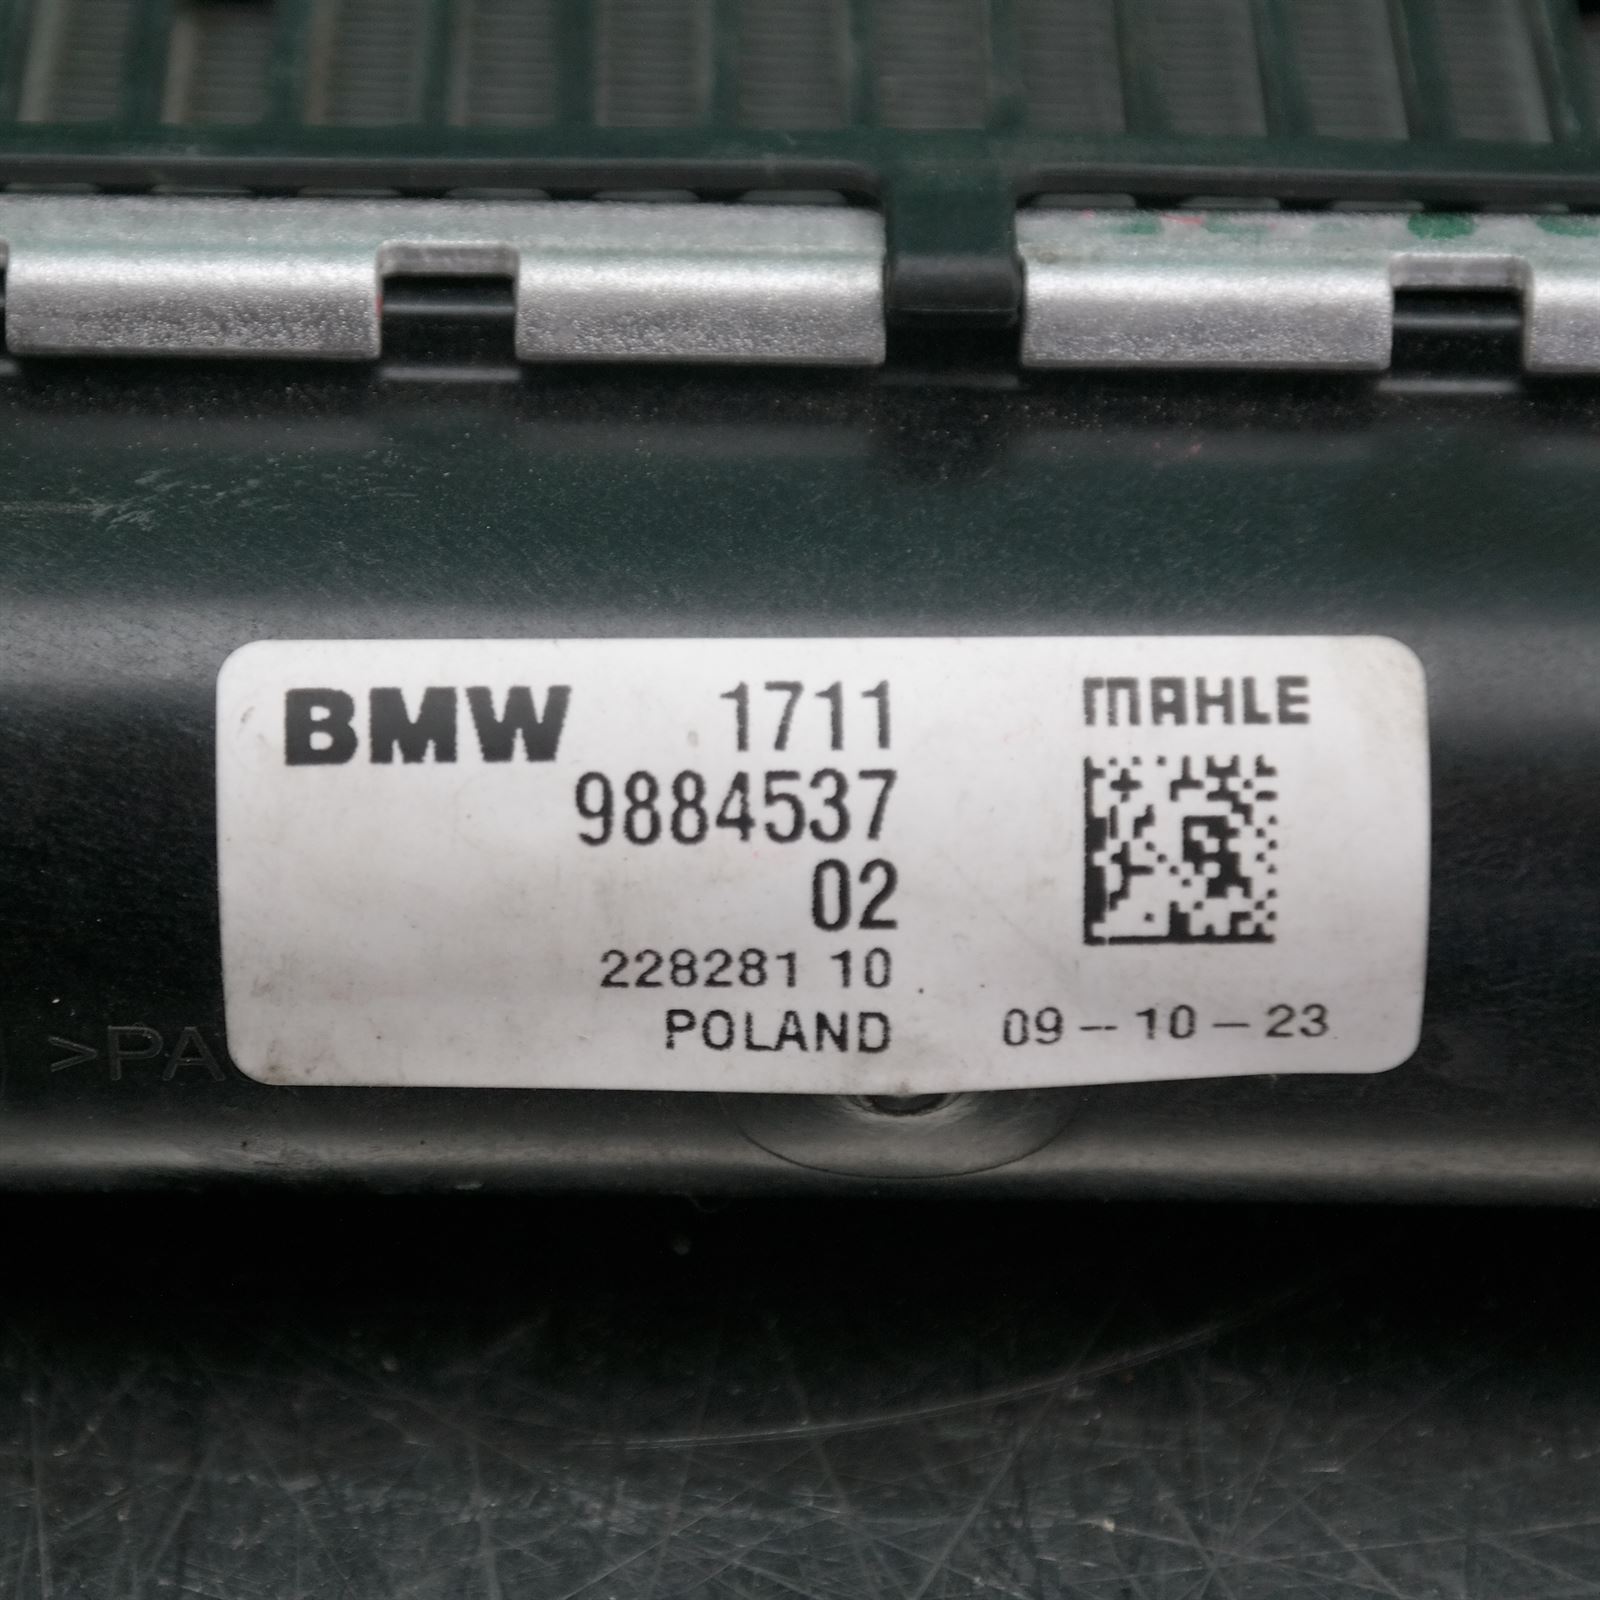 BMW 1711 MAHLE
9884537
02
228281 10
POLAND 09-10-23
>PA